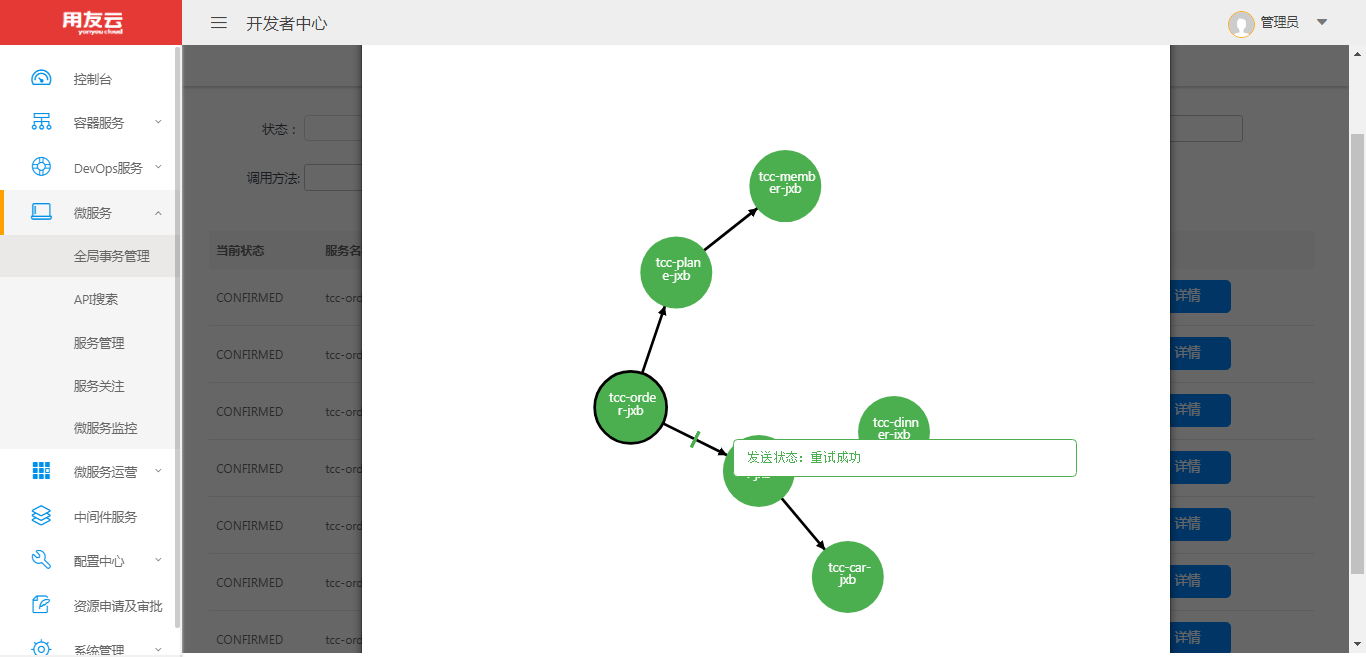 用友云
yonyou cloud
开发者中心
管理员
控制台
容器服务
DevOps服务
微服务
全局事务管理
API搜索
服务管理
服务关注
微服务监控
微服务运营
中间件服务
配置中心
资源申请及审批
系统管理
状态：
调用方法:
当前状态
服务名
CONFIRMED
tcc-ord
详情
CONFIRMED
tcc-ord
详情
CONFIRMED
tcc-ord
详情
CONFIRMED
tcc-ord
详情
CONFIRMED
tcc-ord
详情
CONFIRMED
tcc-ord
详情
CONFIRMED
tcc-ord
详情
tcc-memb
er-jxb
tcc-plan
e-jxb
tcc-orde
r-jxb
tcc-dinn
er-jxb
发送状态：重试成功
tcc-car-
jxb